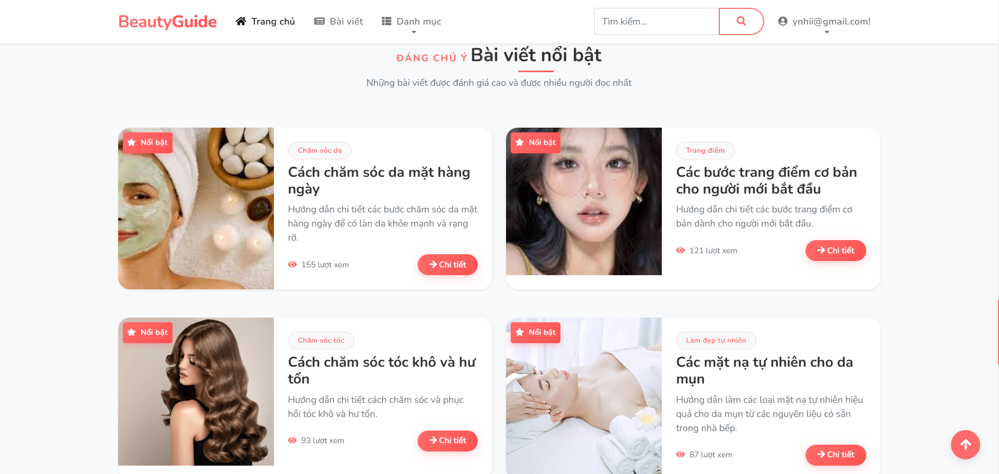 BeautyGuide
Trang chủ
Bài viết
Danh mục
Tìm kiếm...
ynhii@gmail.com!
ĐÁNG CHÚ Ý Bài viết nổi bật
Những bài viết được đánh giá cao và được nhiều người đọc nhất
Nổi bật
Chăm sóc da
Cách chăm sóc da mặt hàng
ngày
Hướng dẫn chi tiết các bước chăm sóc da mặt
hàng ngày để có làn da khỏe mạnh và rạng
rỡ.
155 lượt xem
Chi tiết
Nổi bật
Trang điểm
Các bước trang điểm cơ bản
cho người mới bắt đầu
Hướng dẫn chi tiết các bước trang điểm cơ
bản dành cho người mới bắt đầu.
121 lượt xem
Chi tiết
Nổi bật
Chăm sóc tóc
Cách chăm sóc tóc khô và hư
tổn
Hướng dẫn chi tiết cách chăm sóc và phục
hồi tóc khô và hư tổn.
93 lượt xem
Chi tiết
Nổi bật
Làm đẹp tự nhiên
Các mặt nạ tự nhiên cho da
mụn
Hướng dẫn làm các loại mặt nạ tự nhiên hiệu
quả cho da mụn từ các nguyên liệu có sẵn
trong nhà bếp.
87 lượt xem
Chi tiết